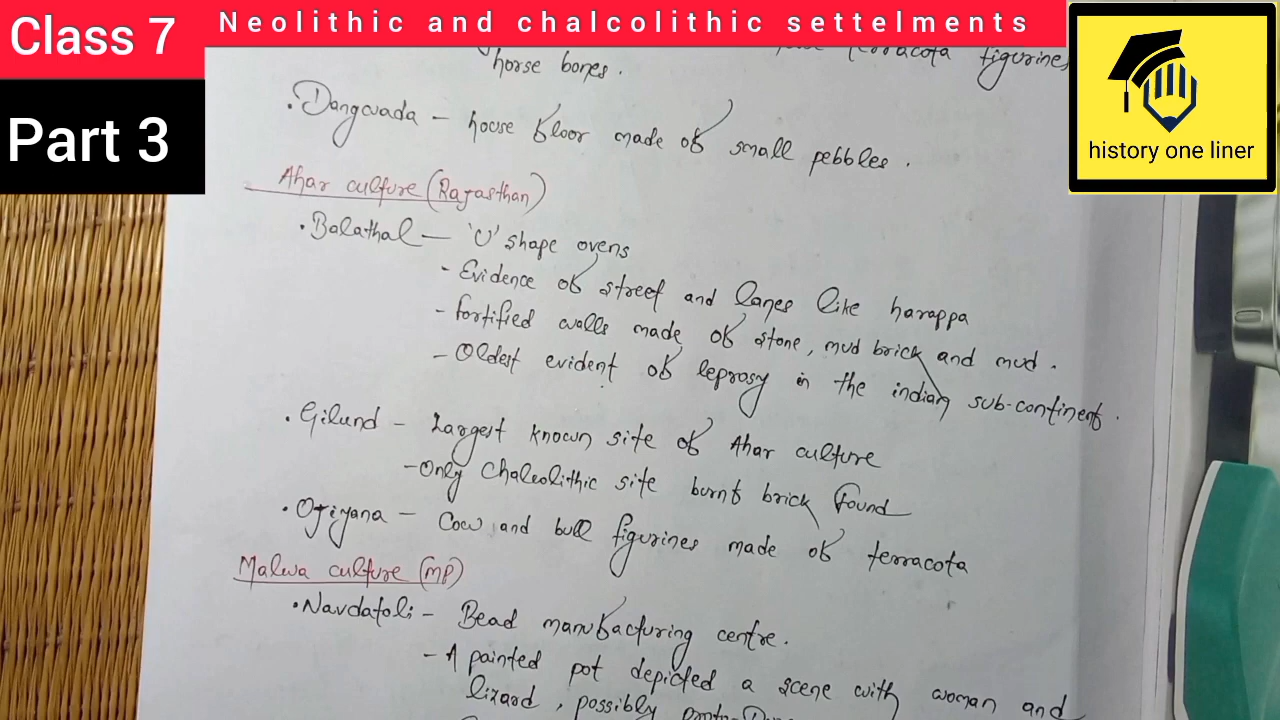 Class 7
Part 3
Neolithic and chalcolithic settelments
history one liner
terracota figurines
horse bones.
• Dangwada – house floor made of small pebbles.
Ahar culture (Rajasthan)
• Balathal – 'U' shape ovens
- Evidence of street and lanes like harappa
- fortified walls made of stone, mud brick and mud.
- Oldest evident of leprosy in the indian sub-continent.
• Gilund – Largest known site of Ahar culture
- Only Chalcolithic site burnt brick found
• Ojiyana – Cow and bull figurines made of terracota
Malwa culture (MP)
• Navdatoli – Bead manufacturing centre.
- A painted pot depicted a scene with woman and
lizard, possibly